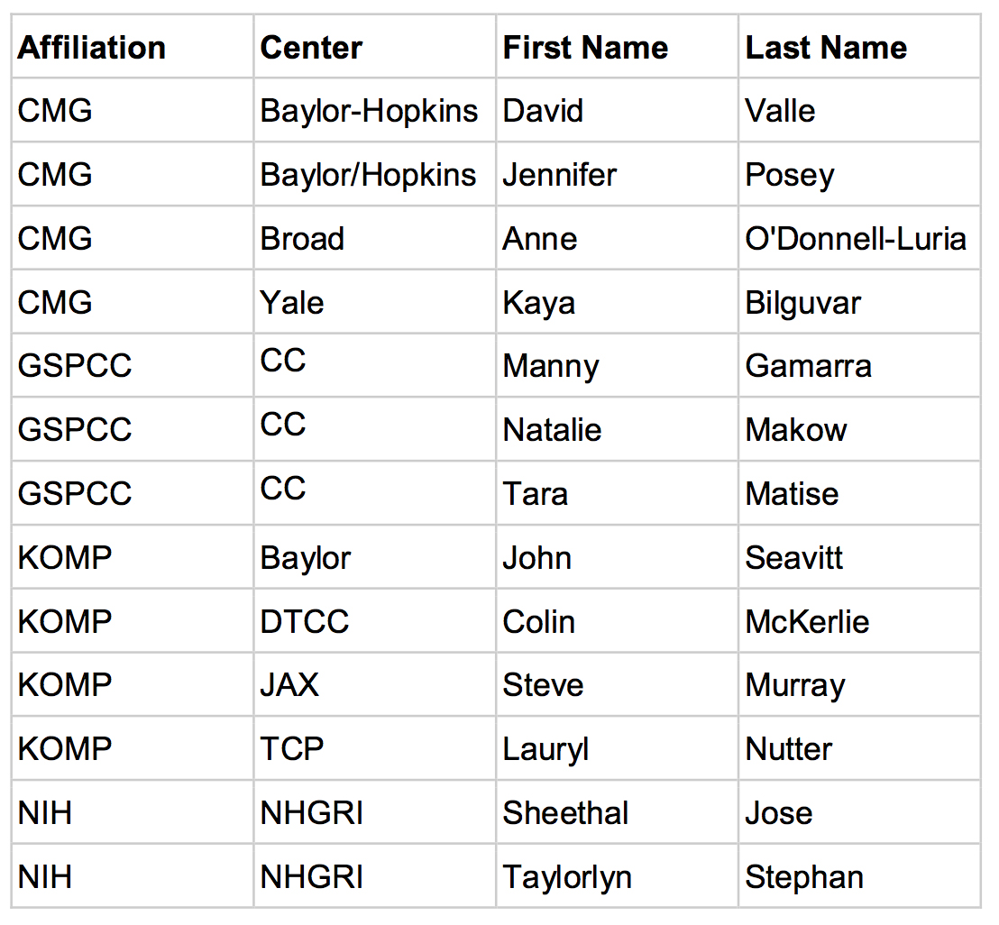 Affiliation Center First Name Last Name
CMG Baylor-Hopkins David Valle
CMG Baylor/Hopkins Jennifer Posey
CMG Broad Anne O'Donnell-Luria
CMG Yale Kaya Bilguvar
GSPCC CC Manny Gamarra
GSPCC CC Natalie Makow
GSPCC CC Tara Matise
KOMP Baylor John Seavitt
KOMP DTCC Colin McKerlie
KOMP JAX Steve Murray
KOMP TCP Lauryl Nutter
NIH NHGRI Sheethal Jose
NIH NHGRI Taylorlyn Stephan